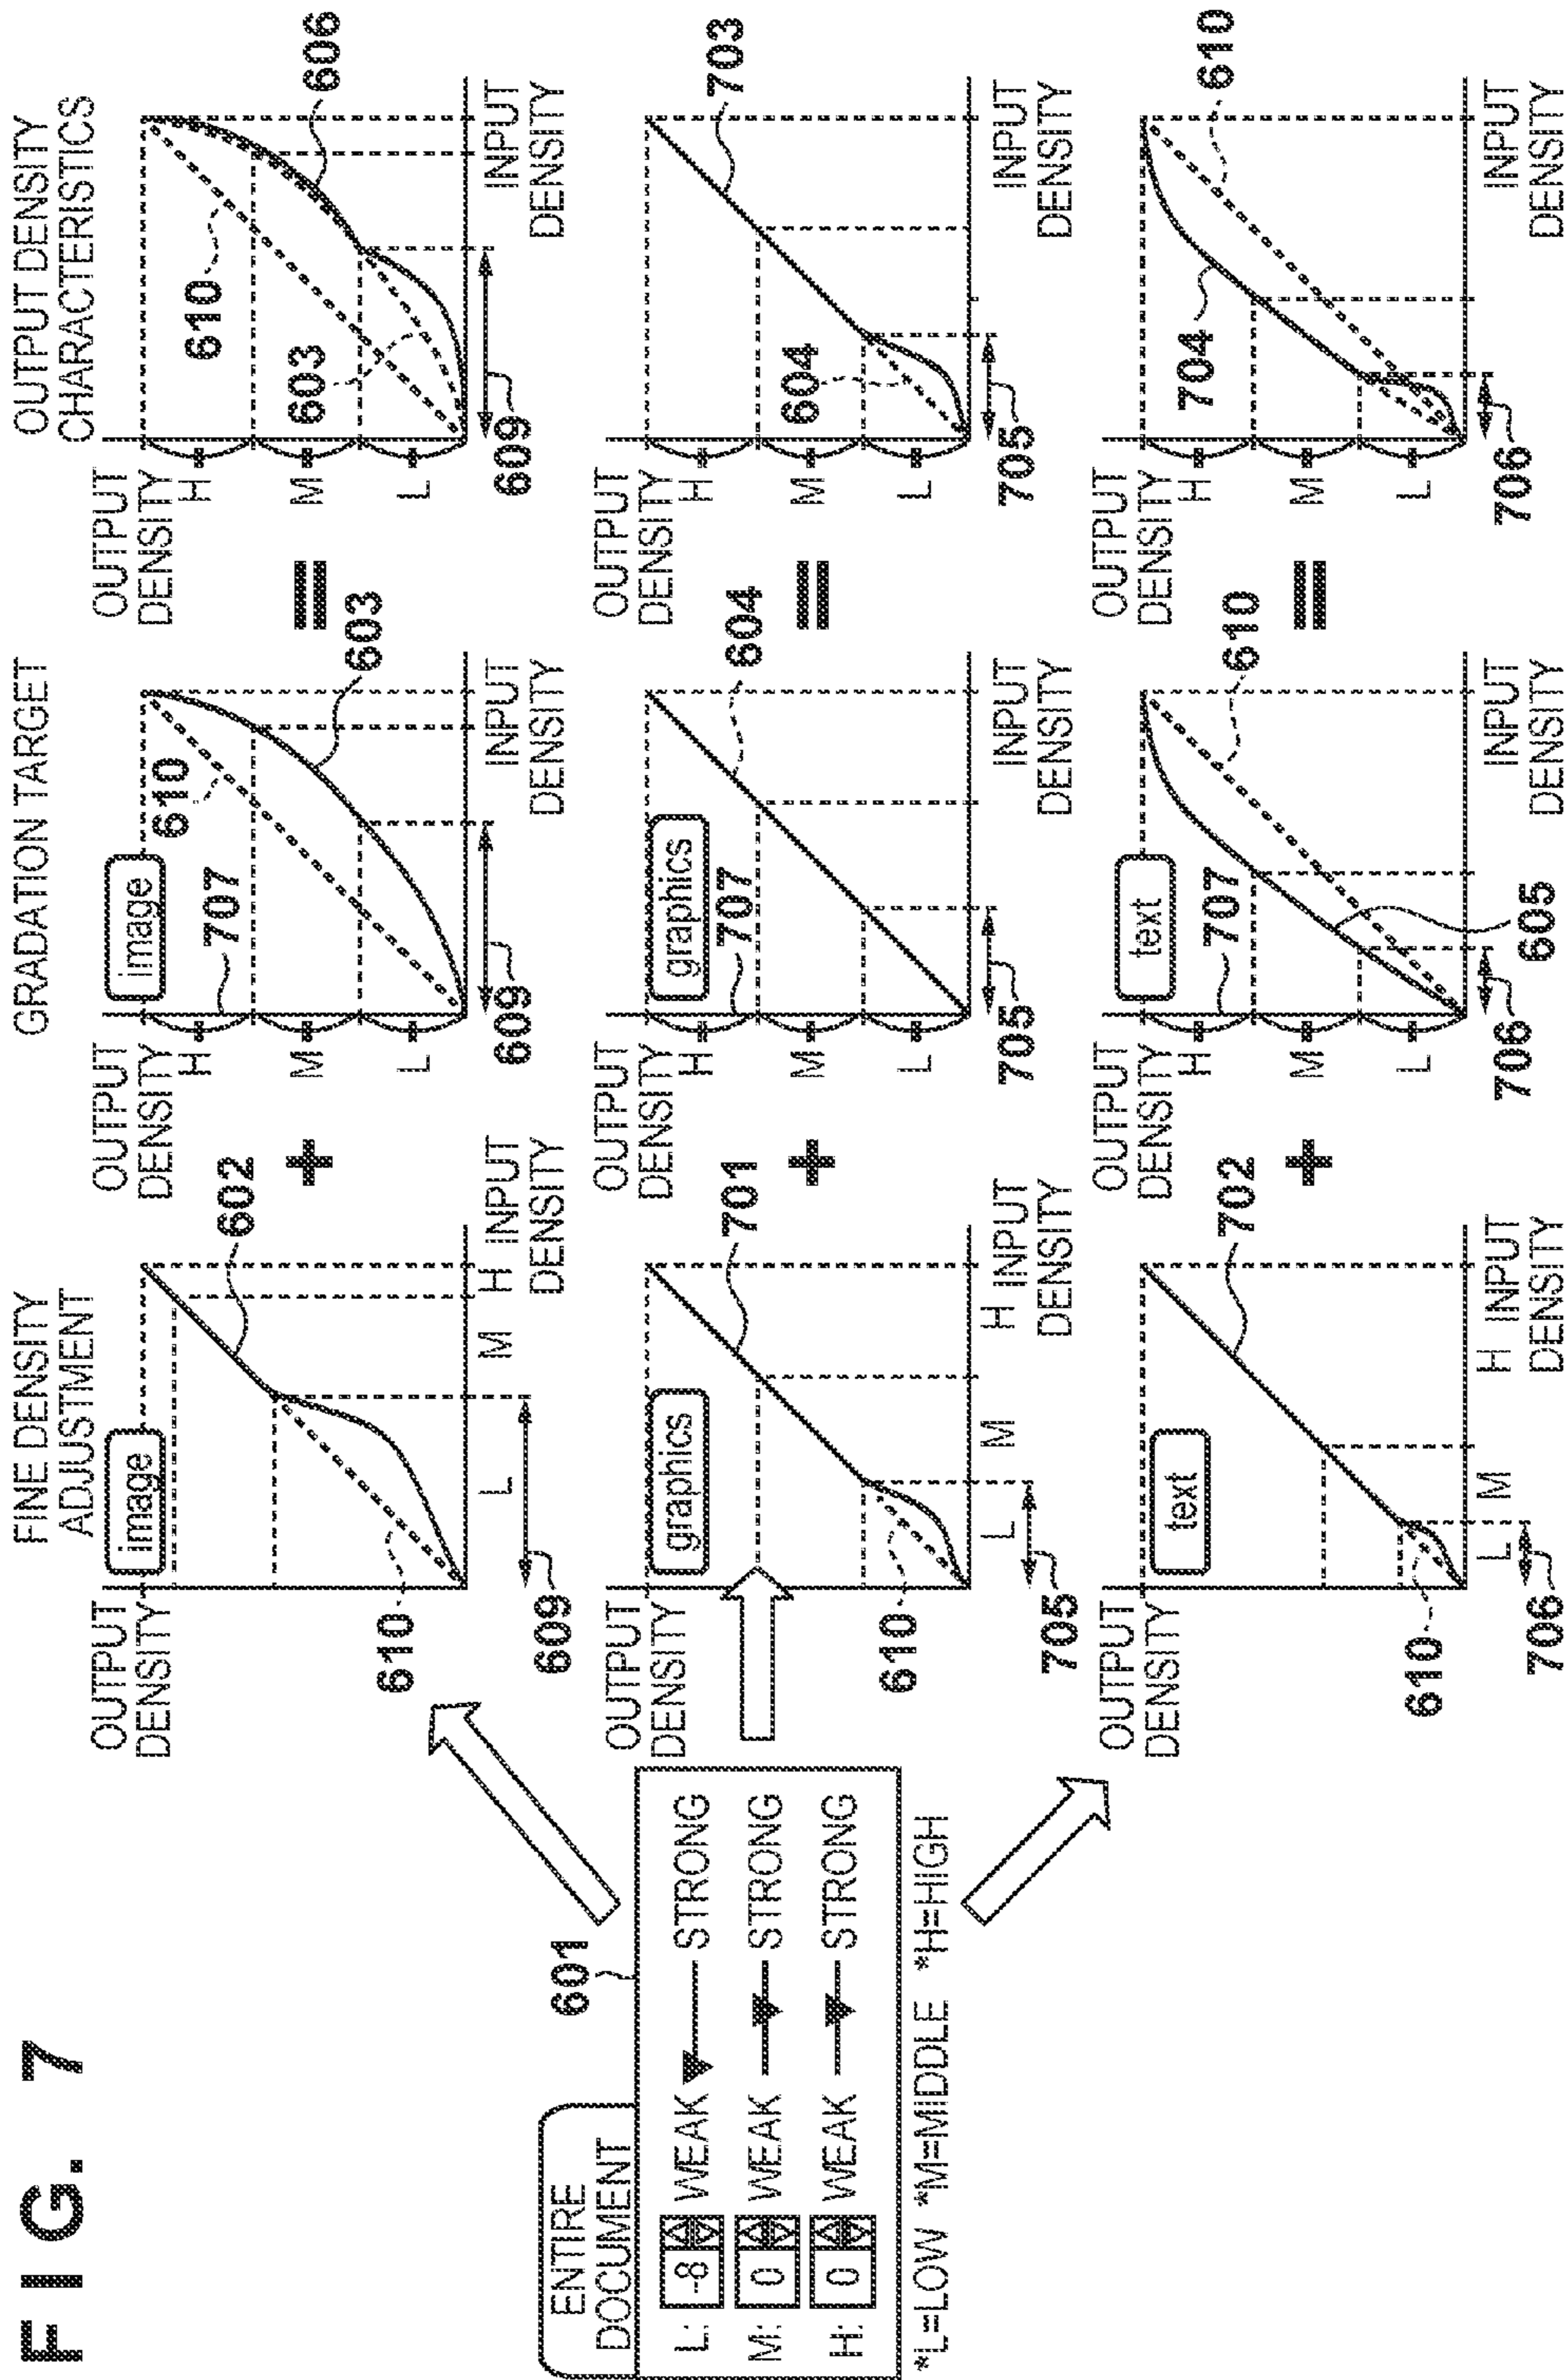 FIG. 7
ENTIRE
DOCUMENT
601
L: -8 WEAK STRONG
M: 0 WEAK STRONG
H: 0 WEAK STRONG
*L=LOW *M=MIDDLE *H=HIGH
FINE DENSITY
ADJUSTMENT
GRADATION TARGET
OUTPUT DENSITY
CHARACTERISTICS
OUTPUT
DENSITY
image
602
610
L M H INPUT
DENSITY
609
+
OUTPUT
DENSITY
H
M
L
image
707
610
603
INPUT
DENSITY
609
=
OUTPUT
DENSITY
H
M
L
610
603
606
INPUT
DENSITY
609
OUTPUT
DENSITY
graphics
701
610
L M H INPUT
DENSITY
705
+
OUTPUT
DENSITY
H
M
L
graphics
707
604
INPUT
DENSITY
705
=
OUTPUT
DENSITY
H
M
L
604
703
INPUT
DENSITY
705
OUTPUT
DENSITY
text
702
610
L M H INPUT
DENSITY
706
+
OUTPUT
DENSITY
H
M
L
text
707
610
605
INPUT
DENSITY
706
=
OUTPUT
DENSITY
H
M
L
704
610
INPUT
DENSITY
706